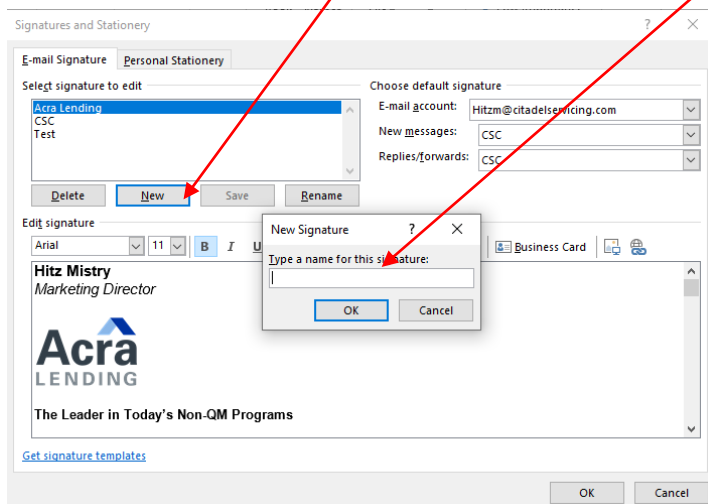 Signatures and Stationery ? ×
E-mail Signature Personal Stationery
Select signature to edit Choose default signature
Acra Lending
CSC
Test
E-mail account: Hitzm@citadelservicing.com
New messages: CSC
Replies/forwards: CSC
Delete New Save Rename
Edit signature
Arial 11 B I U Business Card
New Signature ? ×
Type a name for this signature:
OK Cancel
Hitz Mistry
Marketing Director
Acra
LENDING
The Leader in Today's Non-QM Programs
Get signature templates
OK Cancel